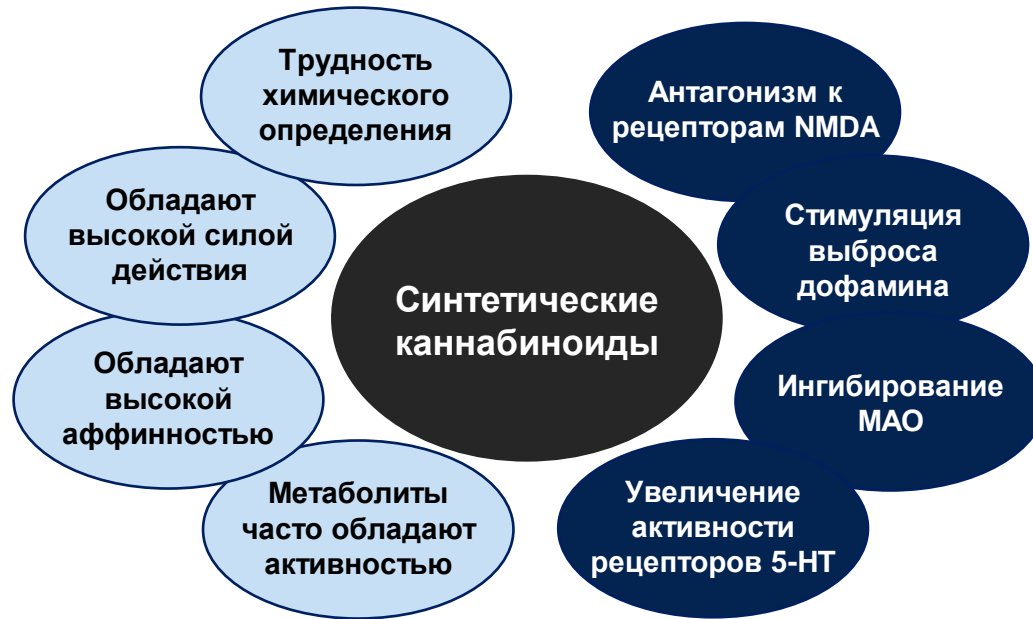 Трудность
химического
определения
Обладают
высокой силой
действия
Обладают
высокой
аффинностью
Метаболиты
часто обладают
активностью
Синтетические
каннабиноиды
Антагонизм к
рецепторам NMDA
Стимуляция
выброса
дофамина
Ингибирование
МАО
Увеличение
активности
рецепторов 5-НТ